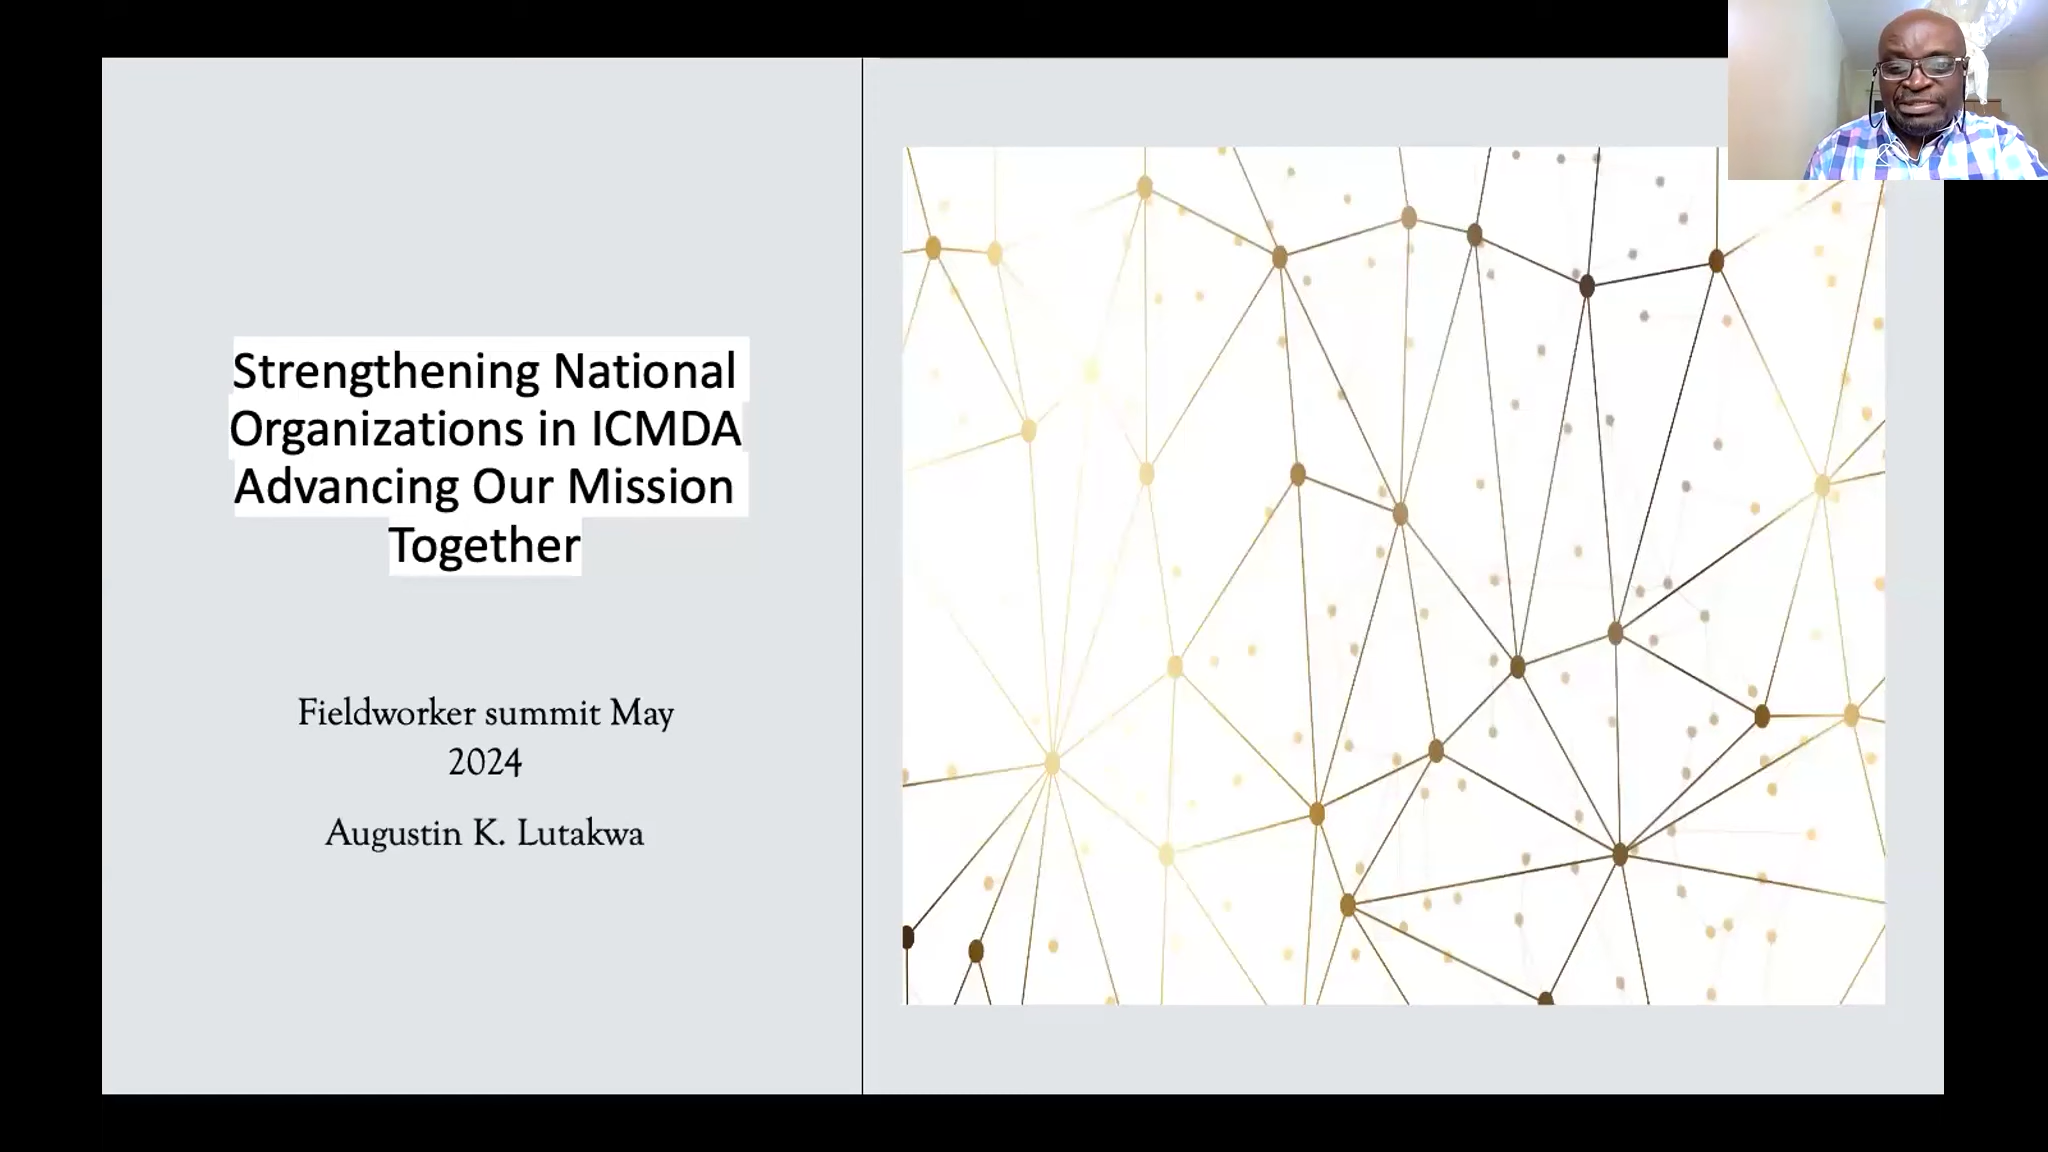 Strengthening National
Organizations in ICMDA
Advancing Our Mission
Together
Fieldworker summit May
2024
Augustin K. Lutakwa